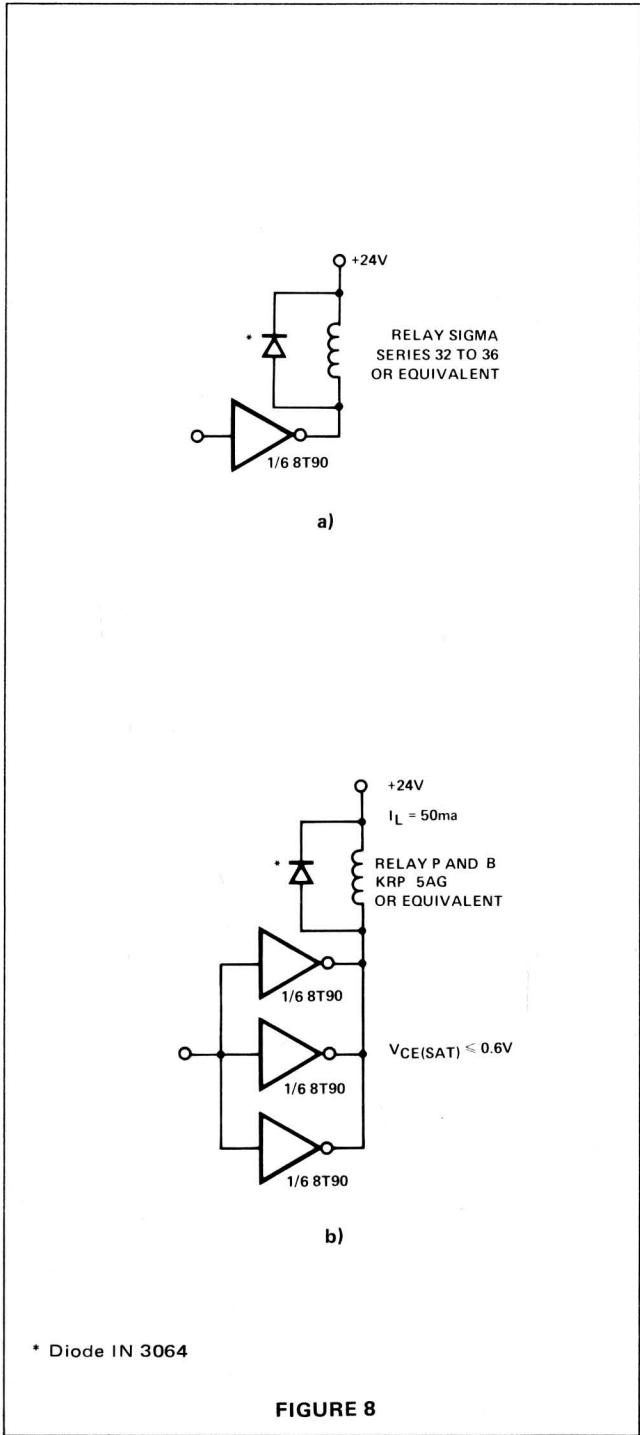 +24V
*
RELAY SIGMA
SERIES 32 TO 36
OR EQUIVALENT
1/6 8T90
a)
+24V
IL = 50ma
*
RELAY P AND B
KRP 5AG
OR EQUIVALENT
1/6 8T90
VCE(SAT) ≤ 0.6V
1/6 8T90
1/6 8T90
b)
* Diode IN 3064
FIGURE 8